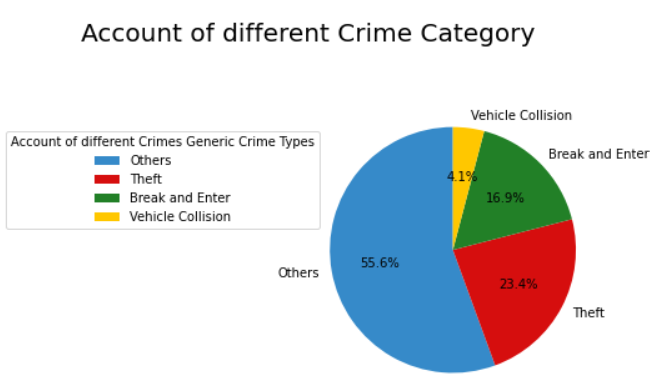 Account of different Crime Category
Account of different Crimes Generic Crime Types
Others
Theft
Break and Enter
Vehicle Collision
Vehicle Collision
Break and Enter
4.1%
16.9%
55.6%
Others
23.4%
Theft